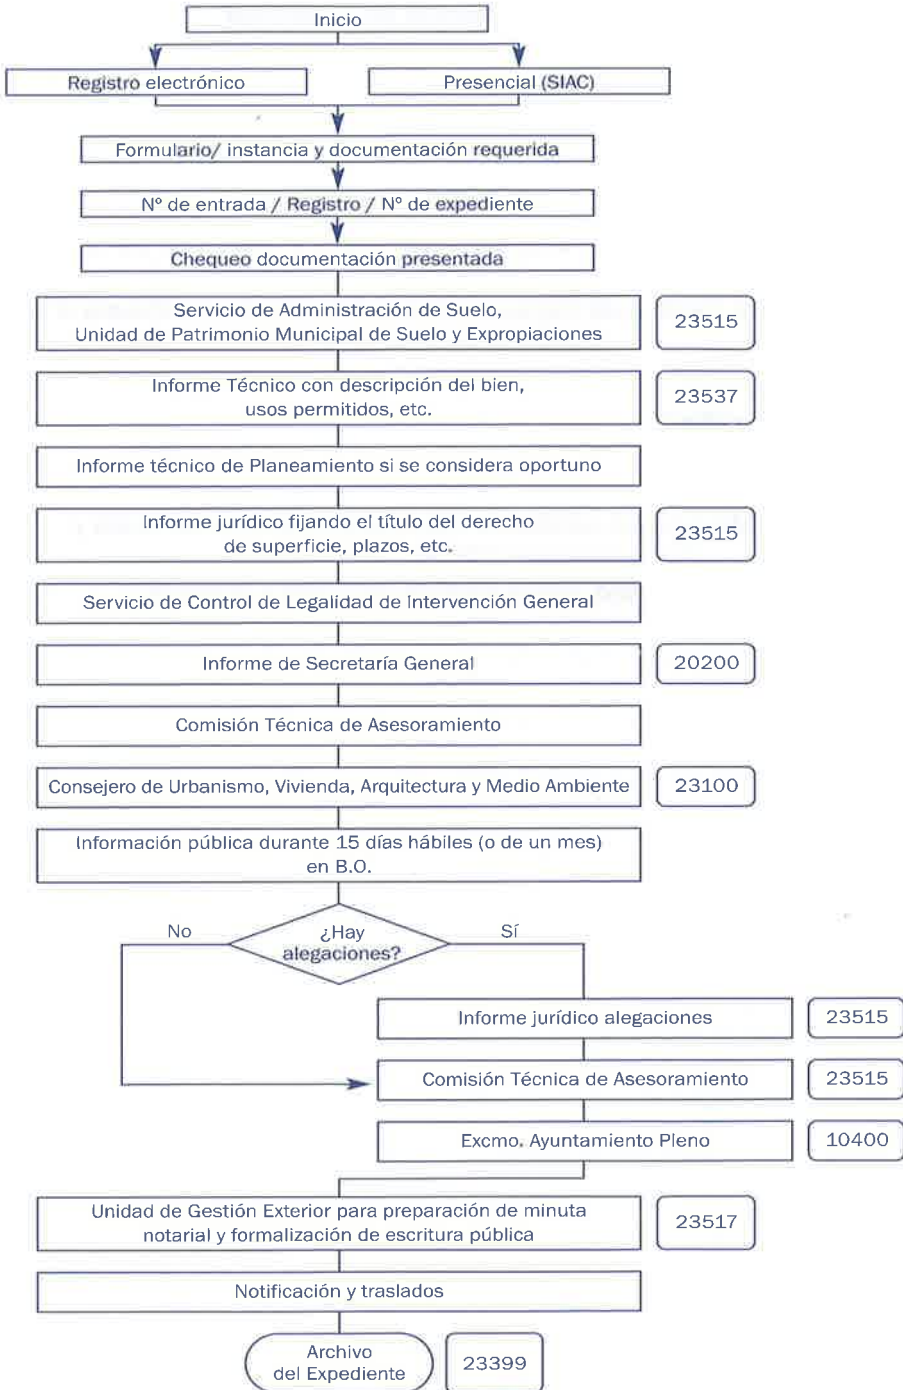 Inicio
Registro electrónico
Presencial (SIAC)
Formulario/ instancia y documentación requerida
Nº de entrada / Registro / Nº de expediente
Chequeo documentación presentada
Servicio de Administración de Suelo,
Unidad de Patrimonio Municipal de Suelo y Expropiaciones
23515
Informe Técnico con descripción del bien,
usos permitidos, etc.
23537
Informe técnico de Planeamiento si se considera oportuno
Informe jurídico fijando el título del derecho
de superficie, plazos, etc.
23515
Servicio de Control de Legalidad de Intervención General
Informe de Secretaría General
20200
Comisión Técnica de Asesoramiento
Consejero de Urbanismo, Vivienda, Arquitectura y Medio Ambiente
23100
Información pública durante 15 días hábiles (o de un mes)
en B.O.
No
¿Hay
alegaciones?
Sí
Informe jurídico alegaciones
23515
Comisión Técnica de Asesoramiento
23515
Excmo. Ayuntamiento Pleno
10400
Unidad de Gestión Exterior para preparación de minuta
notarial y formalización de escritura pública
23517
Notificación y traslados
Archivo
del Expediente
23399